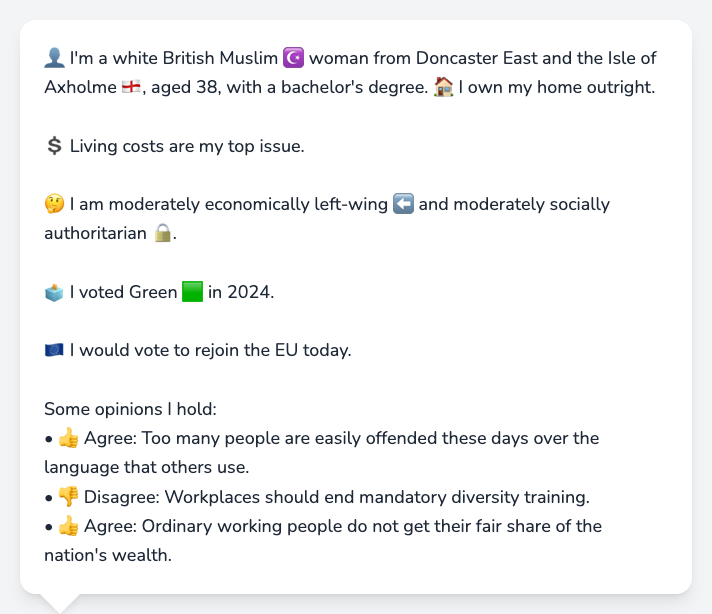 👤 I'm a white British Muslim ☪️ woman from Doncaster East and the Isle of
Axholme 🏴󠁧󠁢󠁥󠁮󠁧󠁿, aged 38, with a bachelor's degree. 🏠 I own my home outright.
💲 Living costs are my top issue.
🤔 I am moderately economically left-wing ⬅️ and moderately socially
authoritarian 🔒.
🗳️ I voted Green 🟩 in 2024.
🇪🇺 I would vote to rejoin the EU today.
Some opinions I hold:
• 👍 Agree: Too many people are easily offended these days over the
language that others use.
• 👎 Disagree: Workplaces should end mandatory diversity training.
• 👍 Agree: Ordinary working people do not get their fair share of the
nation's wealth.